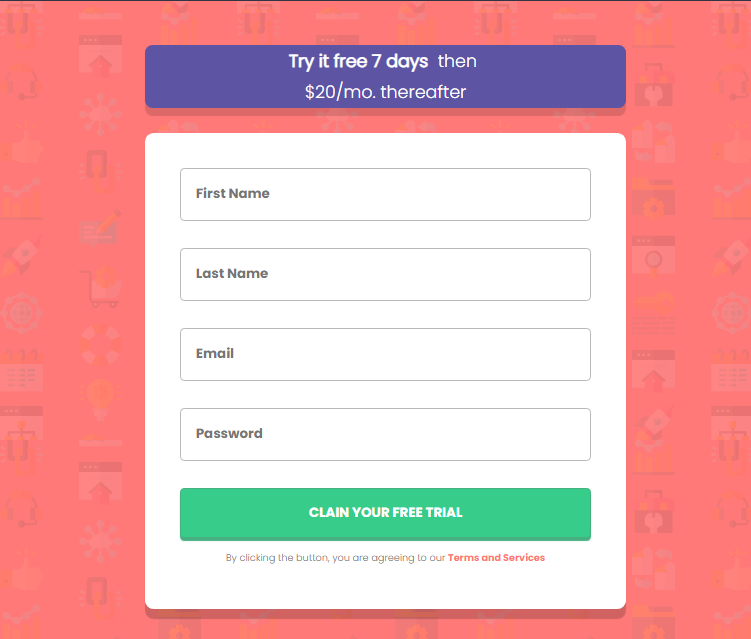 Try it free 7 days then
$20/mo. thereafter
First Name
Last Name
Email
Password
CLAIN YOUR FREE TRIAL
By clicking the button, you are agreeing to our Terms and Services